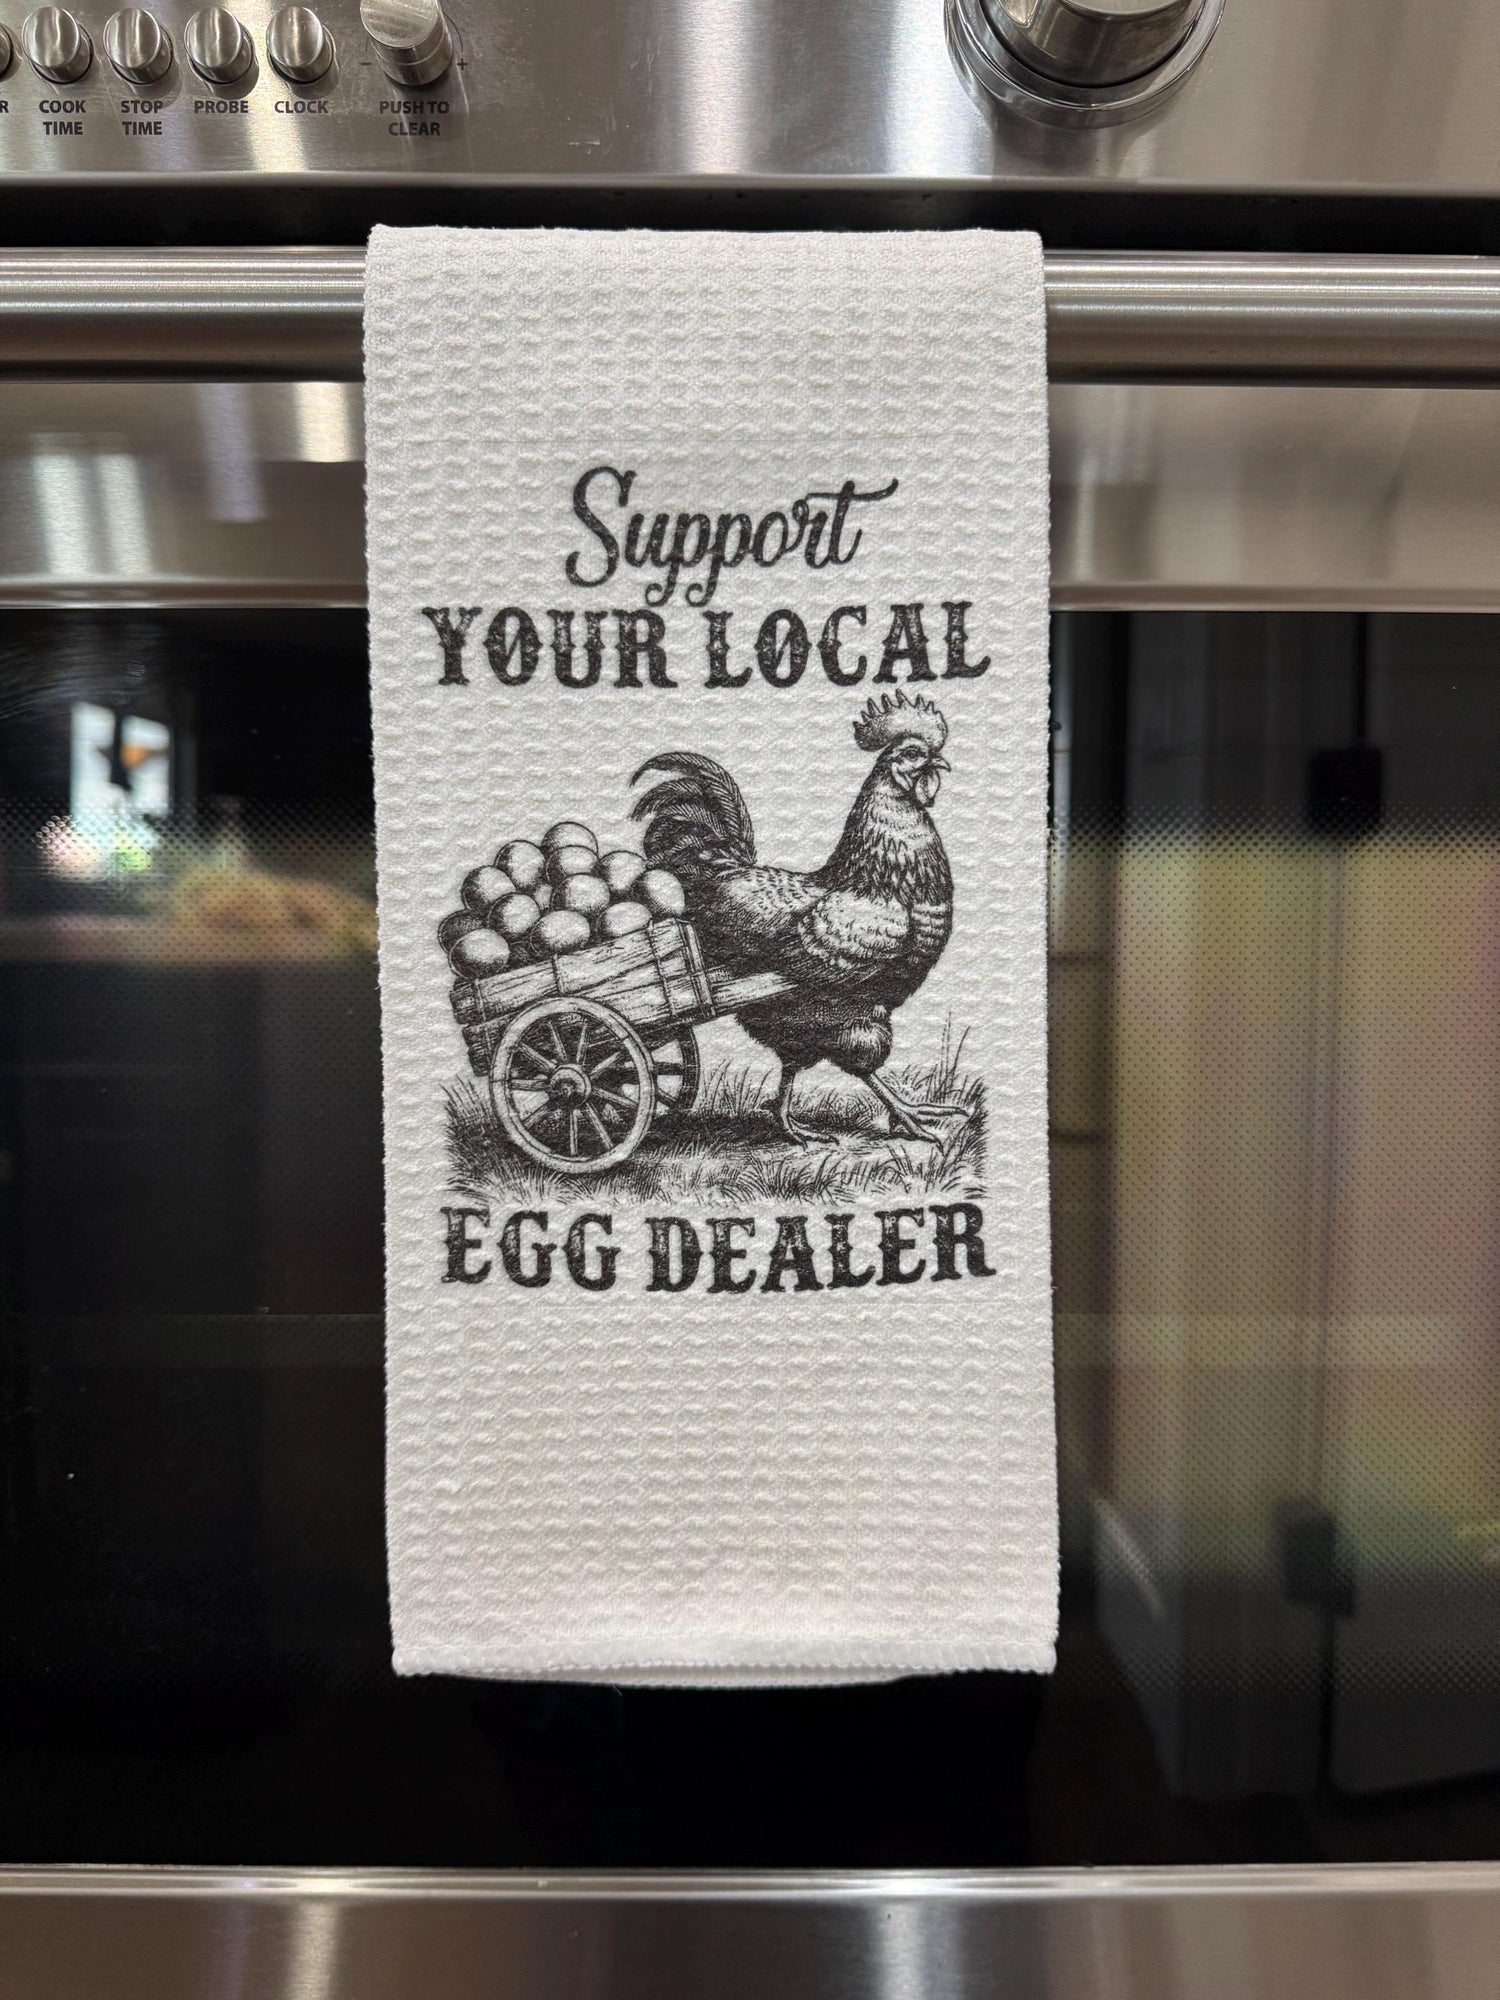 COOK TIME
STOP TIME
PROBE
CLOCK
- +
PUSH TO CLEAR
Support
YOUR LOCAL
EGG DEALER